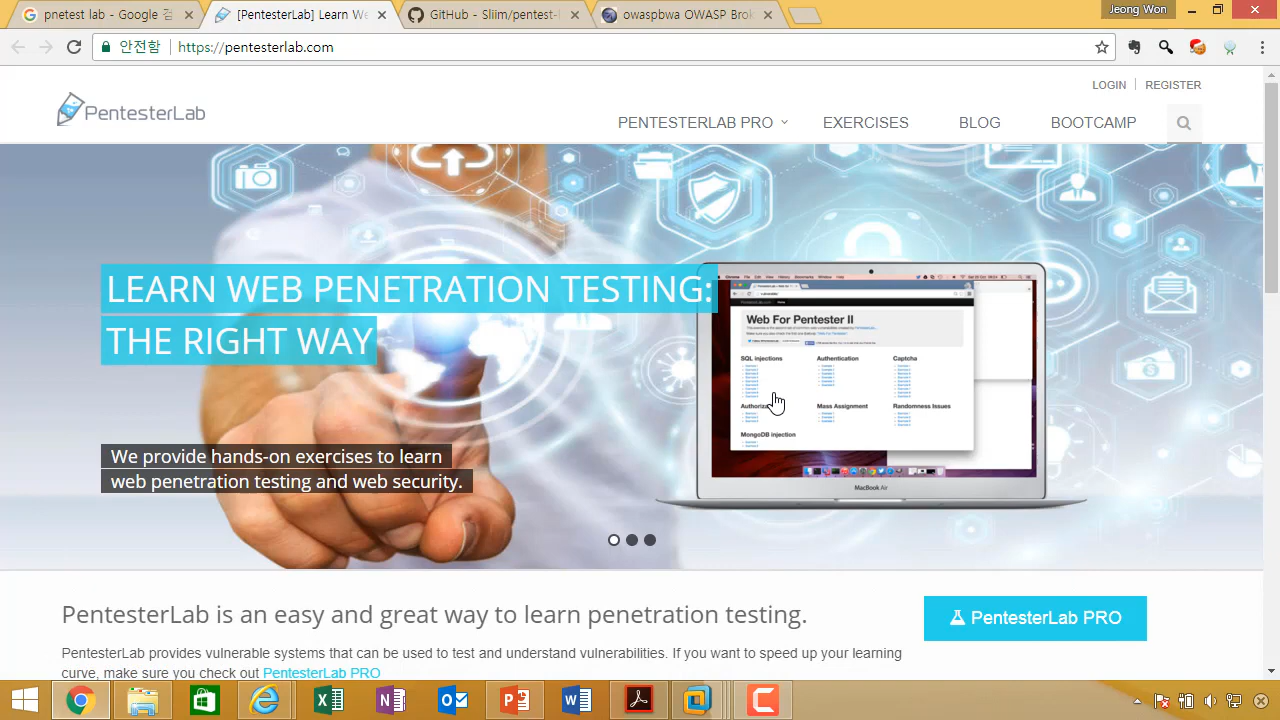 plab - Google 검색
[PentesterLab] Learn We
GitHub - Sliim/pentest-l
owaspbwa OWASP Brok
Jeong Won
안전함
https://pentesterlab.com
LOGIN
REGISTER
PentesterLab
PENTESTERLAB PRO
EXERCISES
BLOG
BOOTCAMP
LEARN WEB PENETRATION TESTING:
THE RIGHT WAY
We provide hands-on exercises to learn
web penetration testing and web security.
Web For Pentester II
SQL injections
Authentication
Captcha
Mass Assignment
Randomness Issues
MongoDB injection
MacBook Air
PentesterLab is an easy and great way to learn penetration testing.
PentesterLab PRO
PentesterLab provides vulnerable systems that can be used to test and understand vulnerabilities. If you want to speed up your learning
curve, make sure you check out PentesterLab PRO